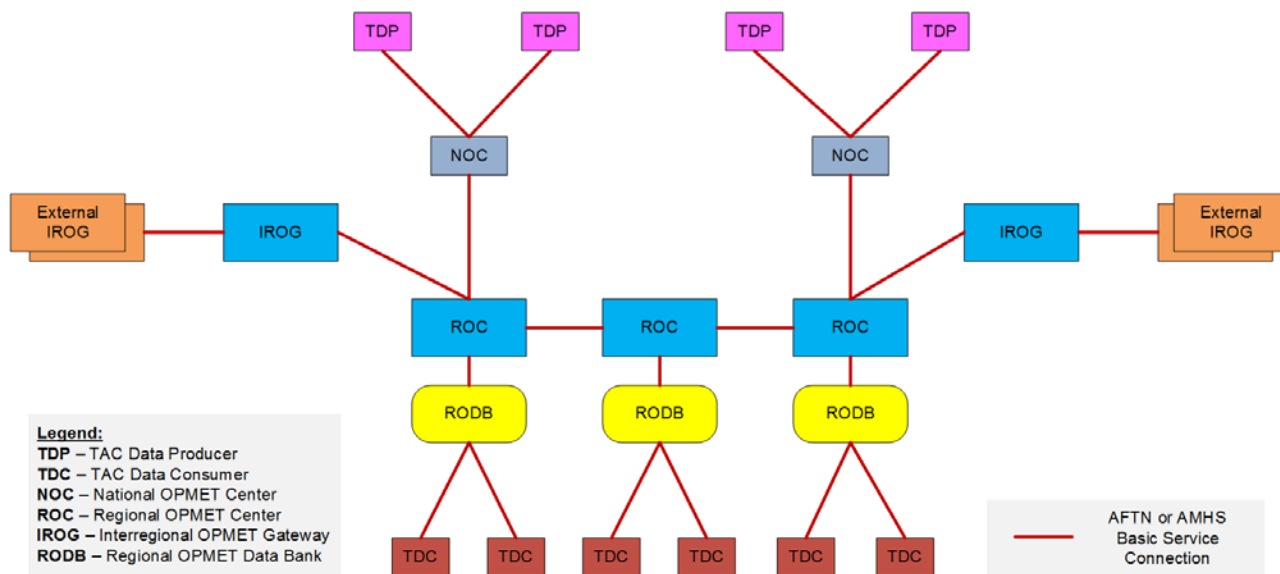 TDP
TDP
TDP
TDP
NOC
NOC
External
IROG
IROG
IROG
External
IROG
ROC
ROC
ROC
RODB
RODB
RODB
Legend:
TDP – TAC Data Producer
TDC – TAC Data Consumer
NOC – National OPMET Center
ROC – Regional OPMET Center
IROG – Interregional OPMET Gateway
RODB – Regional OPMET Data Bank
TDC
TDC
TDC
TDC
TDC
TDC
AFTN or AMHS
Basic Service
Connection